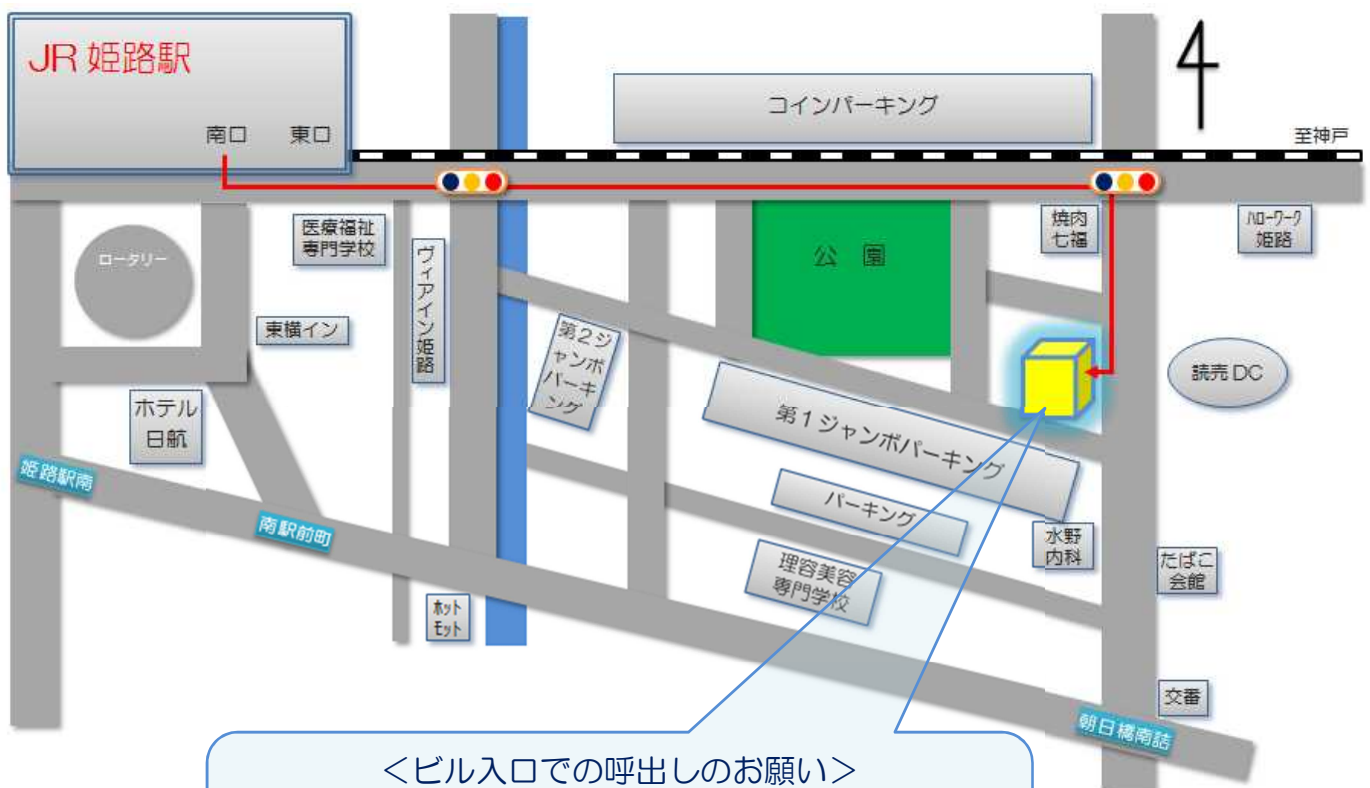 JR 姫路駅
南口 東口
コインパーキング
至神戸
医療福祉
専門学校
ヴィアイン姫路
ロータリー
東横イン
ホテル
日航
姫路駅南
南駅前町
ホット
モット
第2ジ
ャンボ
パーキ
ング
公園
焼肉
七福
ハローワーク
姫路
読売DC
第1ジャンボパーキング
パーキング
理容美容
専門学校
水野
内科
たばこ
会館
交番
朝日橋南詰
<ビル入口での呼出しのお願い>